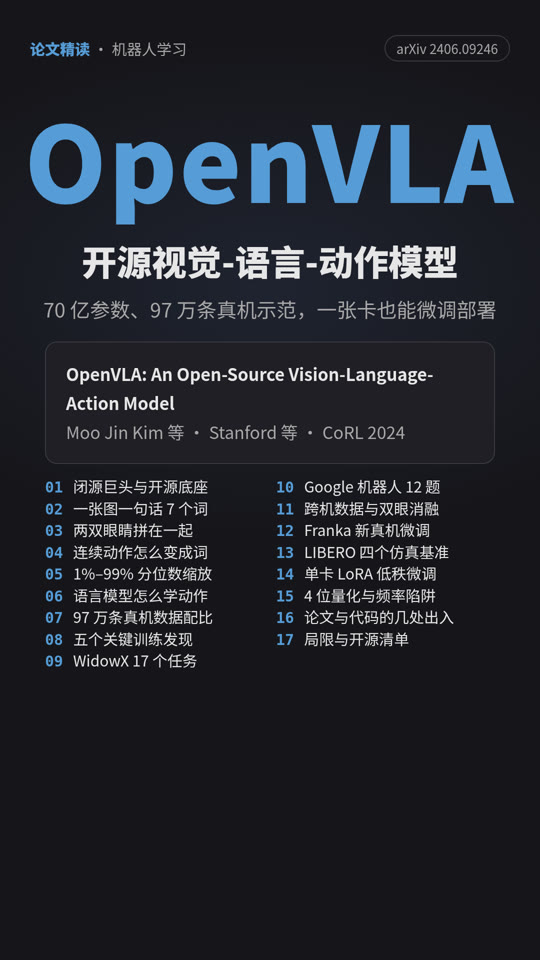 论文精读 · 机器人学习
arXiv 2406.09246
OpenVLA
开源视觉-语言-动作模型
70 亿参数、97 万条真机示范，一张卡也能微调部署
OpenVLA: An Open-Source Vision-Language-
Action Model
Moo Jin Kim 等 · Stanford 等 · CoRL 2024
01 闭源巨头与开源底座
02 一张图一句话 7 个词
03 两双眼睛拼在一起
04 连续动作怎么变成词
05 1%–99% 分位数缩放
06 语言模型怎么学动作
07 97 万条真机数据配比
08 五个关键训练发现
09 WidowX 17 个任务
10 Google 机器人 12 题
11 跨机数据与双眼消融
12 Franka 新真机微调
13 LIBERO 四个仿真基准
14 单卡 LoRA 低秩微调
15 4 位量化与频率陷阱
16 论文与代码的几处出入
17 局限与开源清单